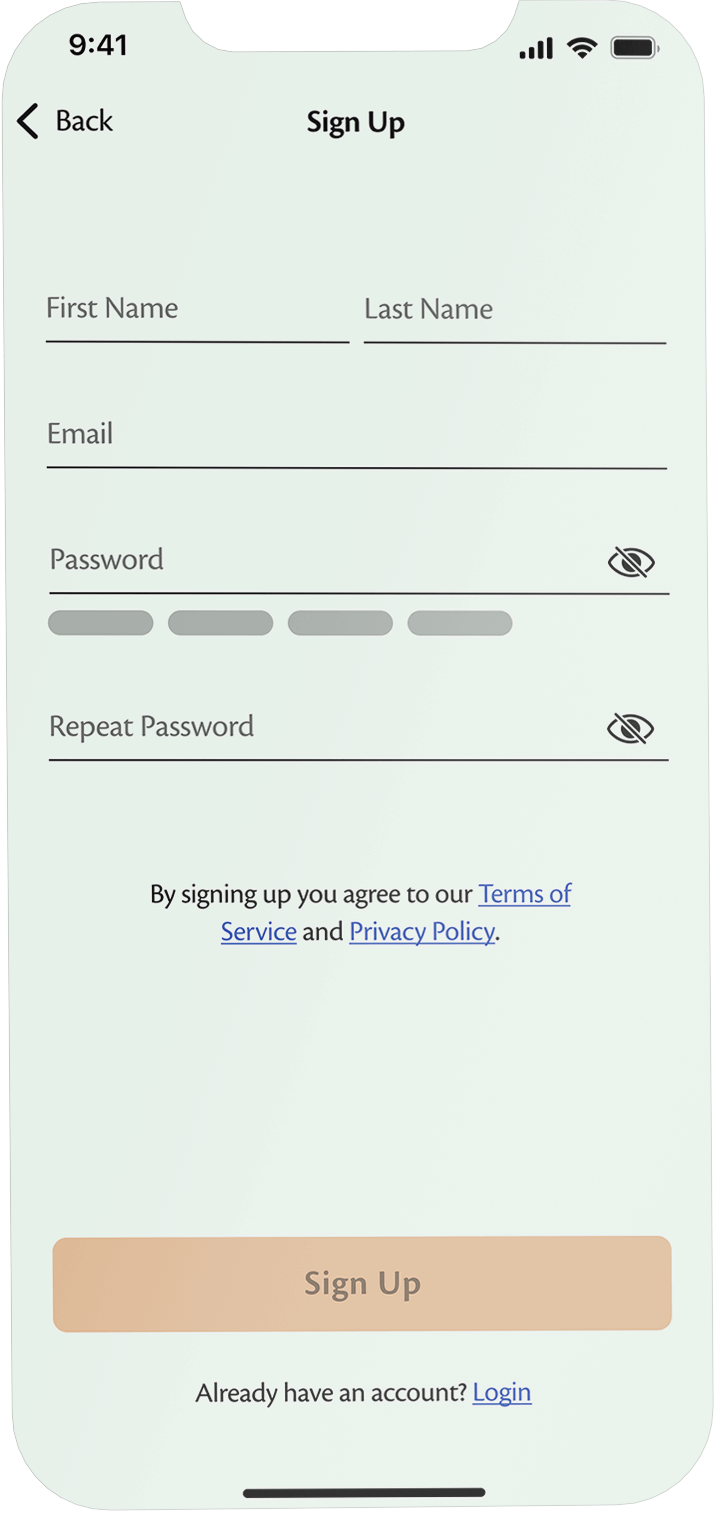 9:41
Back
Sign Up
First Name
Last Name
Email
Password
Repeat Password
By signing up you agree to our Terms of
Service and Privacy Policy.
Sign Up
Already have an account? Login